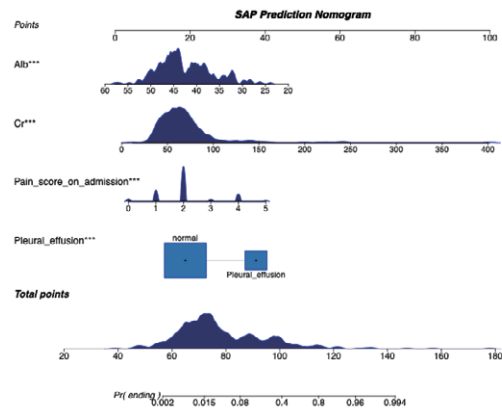 SAP Prediction Nomogram
Points
0 20 40 60 80 100
Alb***
60 55 50 45 40 35 30 25 20
Cr***
0 50 100 150 200 250 300 350 400
Pain_score_on_admission***
0 1 2 3 4 5
Pleural_effusion***
normal
Pleural_effusion
Total points
20 40 60 80 100 120 140 160 180
Pr( ending )
0.002 0.015 0.08 0.4 0.8 0.96 0.994